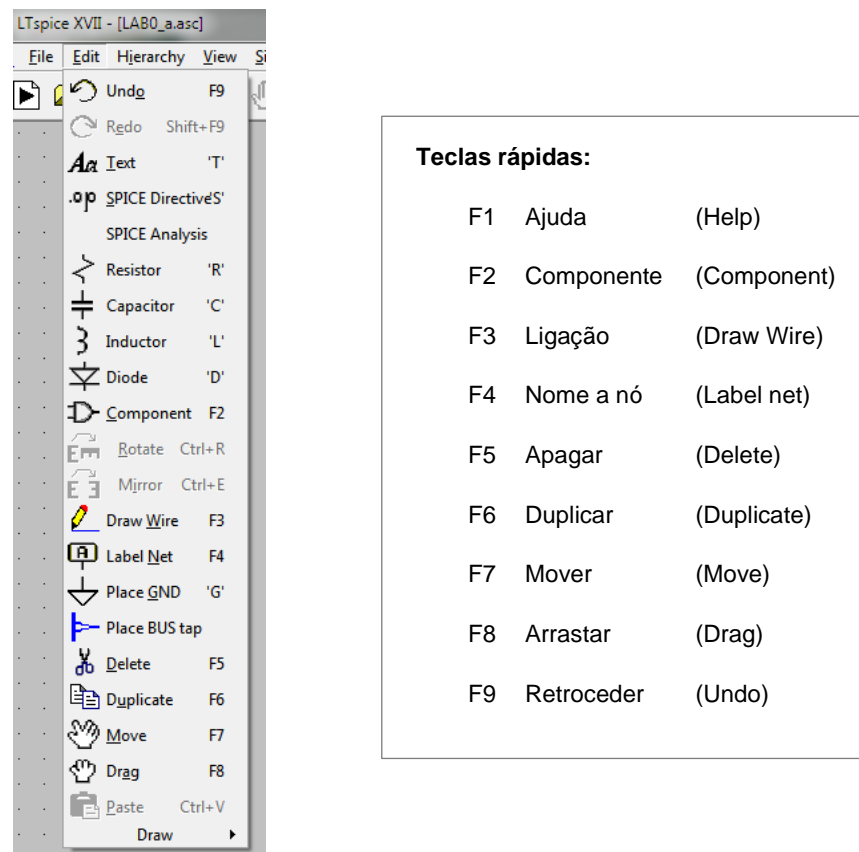 LTspice XVII - [LAB0_a.asc]
File Edit Hierarchy View Si
Undo F9
Redo Shift+F9
Aa Text 'T'
.op SPICE Directive'S'
SPICE Analysis
Resistor 'R'
Capacitor 'C'
Inductor 'L'
Diode 'D'
Component F2
Rotate Ctrl+R
Mirror Ctrl+E
Draw Wire F3
A Label Net F4
Place GND 'G'
Place BUS tap
Delete F5
Duplicate F6
Move F7
Drag F8
Paste Ctrl+V
Draw
Teclas rápidas:
F1 Ajuda (Help)
F2 Componente (Component)
F3 Ligação (Draw Wire)
F4 Nome a nó (Label net)
F5 Apagar (Delete)
F6 Duplicar (Duplicate)
F7 Mover (Move)
F8 Arrastar (Drag)
F9 Retroceder (Undo)